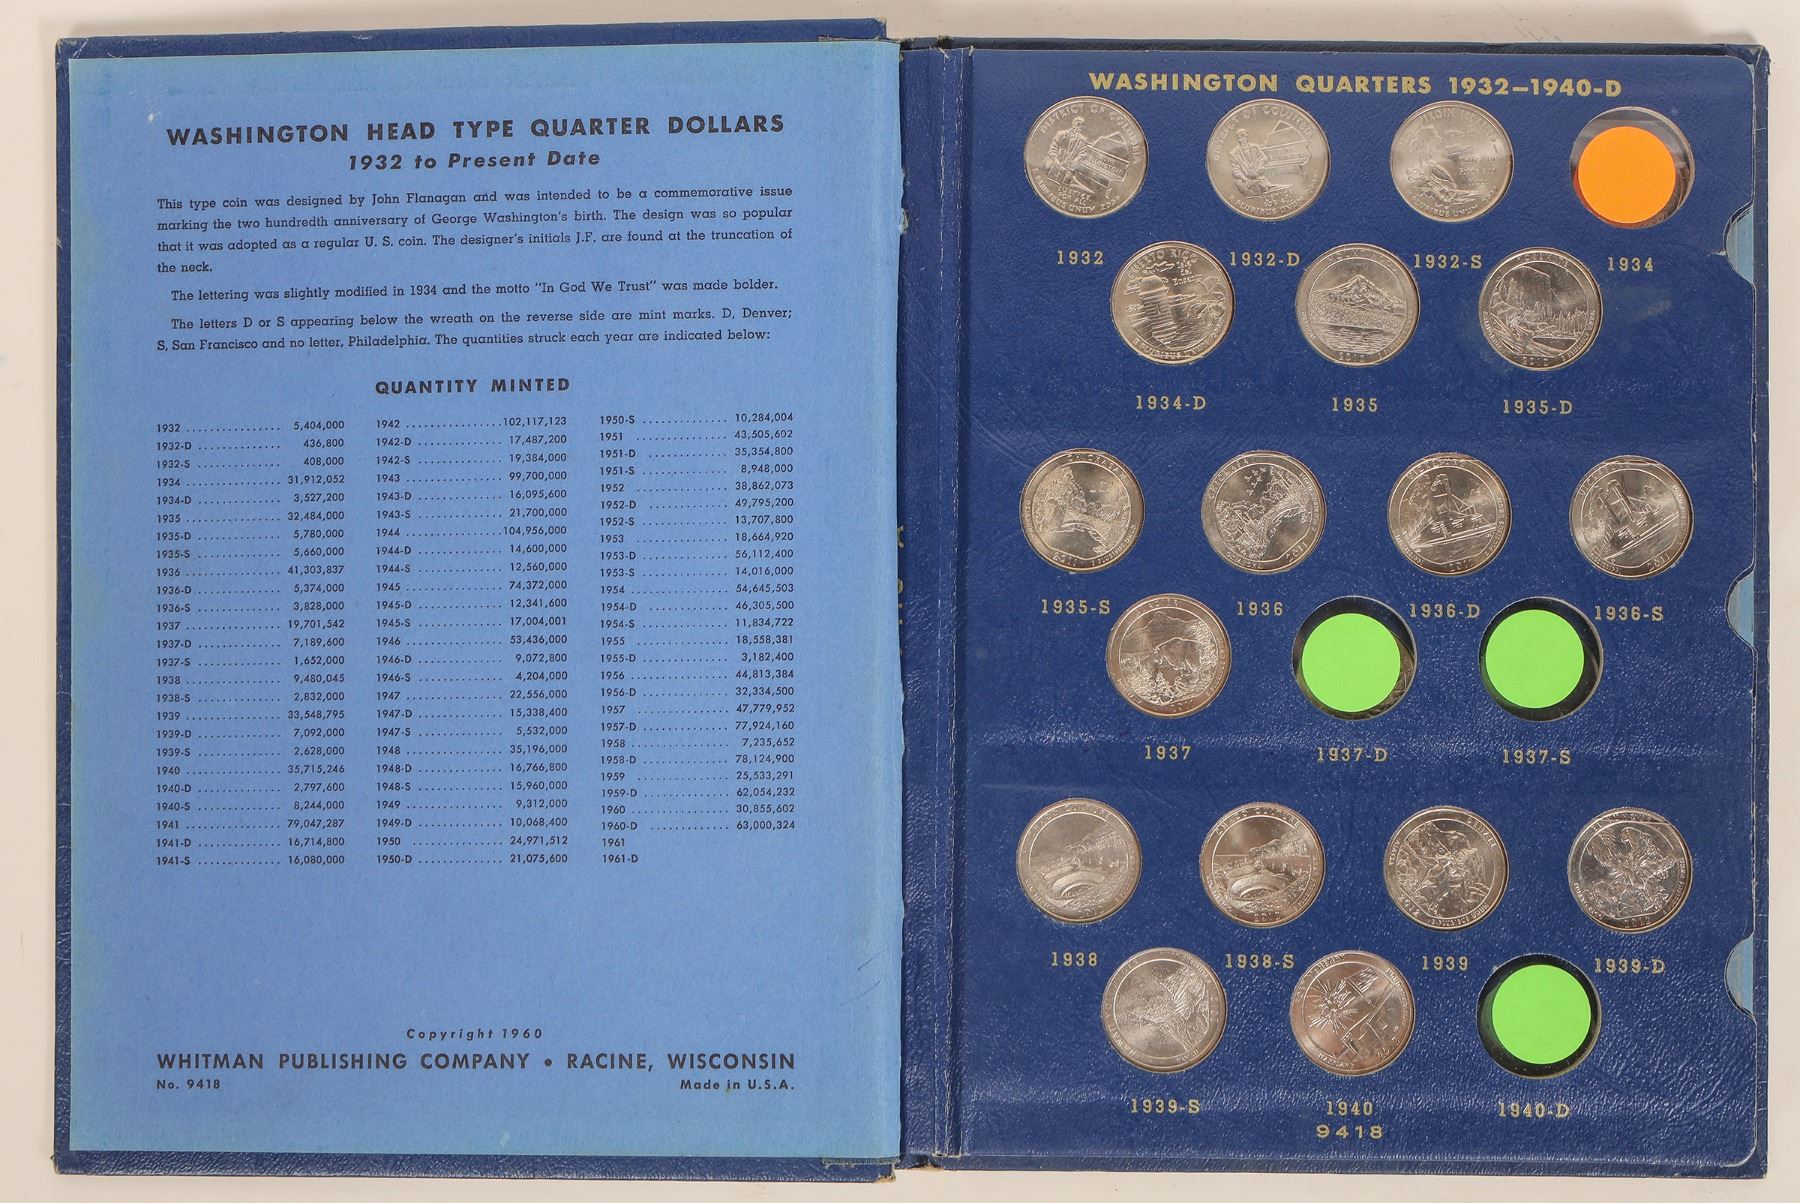 WASHINGTON HEAD TYPE QUARTER DOLLARS
1932 to Present Date
This type coin was designed by John Flanagan and was intended to be a commemorative issue
marking the two hundredth anniversary of George Washington's birth. The design was so popular
that it was adopted as a regular U. S. coin. The designer's initials J.F. are found at the truncation of
the neck.
The lettering was slightly modified in 1934 and the motto "In God We Trust" was made bolder.
The letters D or S appearing below the wreath on the reverse side are mint marks. D, Denver;
S, San Francisco and no letter, Philadelphia. The quantities struck each year are indicated below:
QUANTITY MINTED
1932 ............... 5,404,000
1932-D ............. 436,800
1932-S ............. 408,000
1934 ............... 31,912,052
1934-D ............. 3,527,200
1935 ............... 32,484,000
1935-D ............. 5,780,000
1935-S ............. 5,660,000
1936 ............... 41,303,837
1936-D ............. 5,374,000
1936-S ............. 3,828,000
1937 ............... 19,701,542
1937-D ............. 7,189,600
1937-S ............. 1,652,000
1938 ............... 9,480,045
1938-S ............. 2,832,000
1939 ............... 33,548,795
1939-D ............. 7,092,000
1939-S ............. 2,628,000
1940 ............... 35,715,246
1940-D ............. 2,797,600
1940-S ............. 8,244,000
1941 ............... 79,047,287
1941-D ............. 16,714,800
1941-S ............. 16,080,000
1942 ............... 102,117,123
1942-D ............. 17,487,200
1942-S ............. 19,384,000
1943 ............... 99,700,000
1943-D ............. 16,095,600
1943-S ............. 21,700,000
1944 ............... 104,956,000
1944-D ............. 14,600,000
1944-S ............. 12,560,000
1945 ............... 74,372,000
1945-D ............. 12,341,600
1945-S ............. 17,004,001
1946 ............... 53,436,000
1946-D ............. 9,072,800
1946-S ............. 4,204,000
1947 ............... 22,556,000
1947-D ............. 15,338,400
1947-S ............. 5,532,000
1948 ............... 35,196,000
1948-D ............. 16,766,800
1948-S ............. 15,960,000
1949 ............... 9,312,000
1949-D ............. 10,068,400
1950 ............... 24,971,512
1950-D ............. 21,075,600
1950-S ............. 10,284,004
1951 ............... 43,505,602
1951-D ............. 35,354,800
1951-S ............. 8,948,000
1952 ............... 38,862,073
1952-D ............. 49,795,200
1952-S ............. 13,707,800
1953 ............... 18,664,920
1953-D ............. 56,112,400
1953-S ............. 14,016,000
1954 ............... 54,645,503
1954-D ............. 46,305,500
1954-S ............. 11,834,722
1955 ............... 18,558,381
1955-D ............. 3,182,400
1956 ............... 44,813,384
1956-D ............. 32,334,500
1957 ............... 47,779,952
1957-D ............. 77,924,160
1958 ............... 7,235,652
1958-D ............. 78,124,900
1959 ............... 25,533,291
1959-D ............. 62,054,232
1960 ............... 30,855,602
1960-D ............. 63,000,324
1961
1961-D
Copyright 1960
WHITMAN PUBLISHING COMPANY • RACINE, WISCONSIN
No. 9418 Made in U.S.A.
WASHINGTON QUARTERS 1932–1940-D
DISTRICT OF COLUMBIA
1932 1932-D 1932-S 1934
PUERTO RICO
1934-D 1935 1935-D
1935-S 1936 1936-D 1936-S
1937 1937-D 1937-S
1938 1938-S 1939 1939-D
1939-S 1940 1940-D
9418